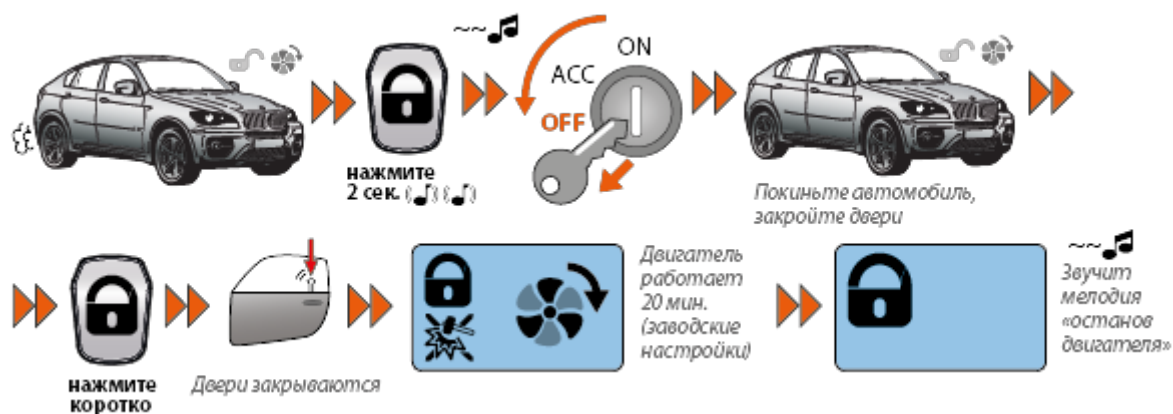 ON
ACC
OFF
нажмите
2 сек.
Покиньте автомобиль,
закройте двери
нажмите
коротко
Двери закрываются
Двигатель
работает
20 мин.
(заводские
настройки)
Звучит
мелодия
«останов
двигателя»